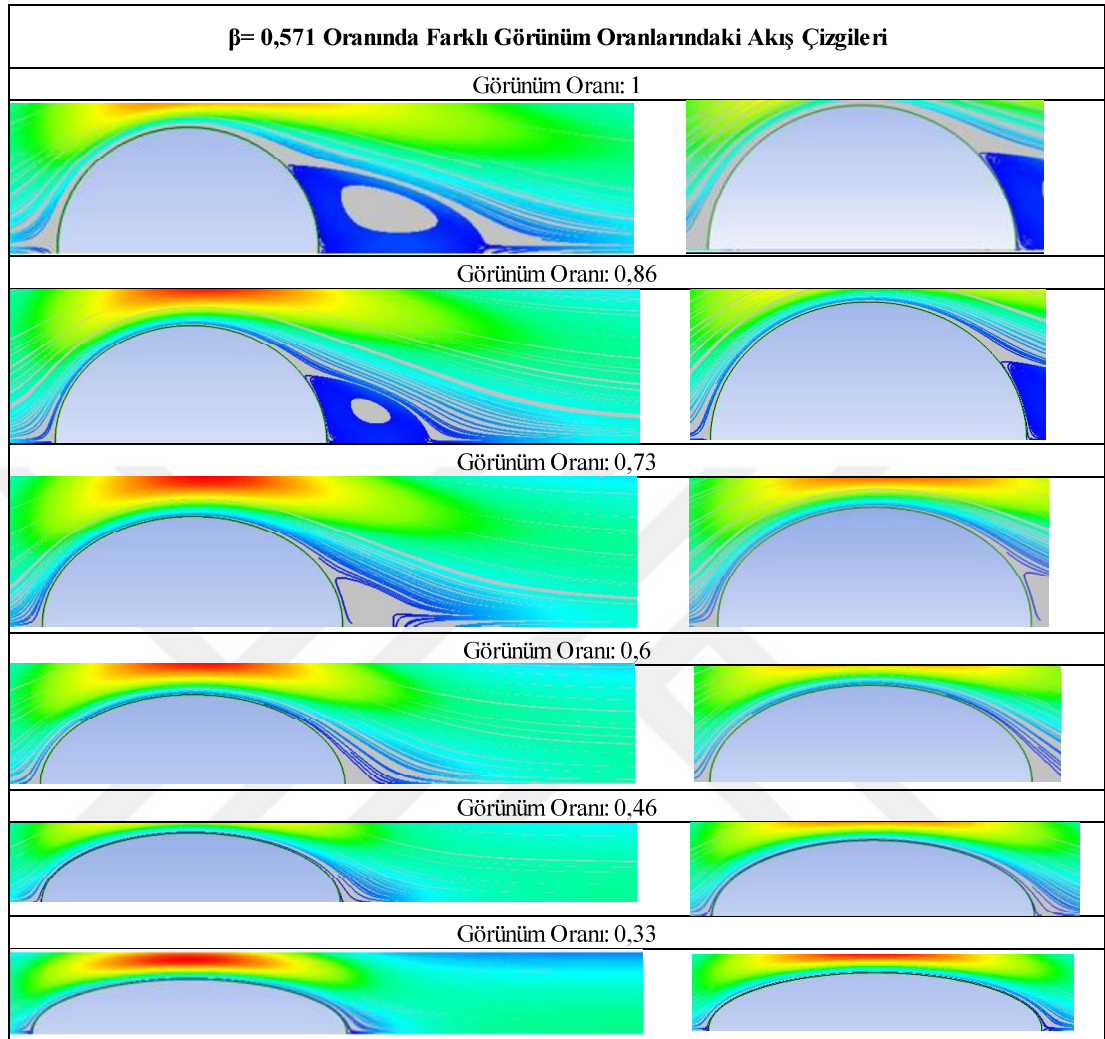 β= 0,571 Oranında Farklı Görünüm Oranlarındaki Akış Çizgileri
Görünüm Oranı: 1
Görünüm Oranı: 0,86
Görünüm Oranı: 0,73
Görünüm Oranı: 0,6
Görünüm Oranı: 0,46
Görünüm Oranı: 0,33